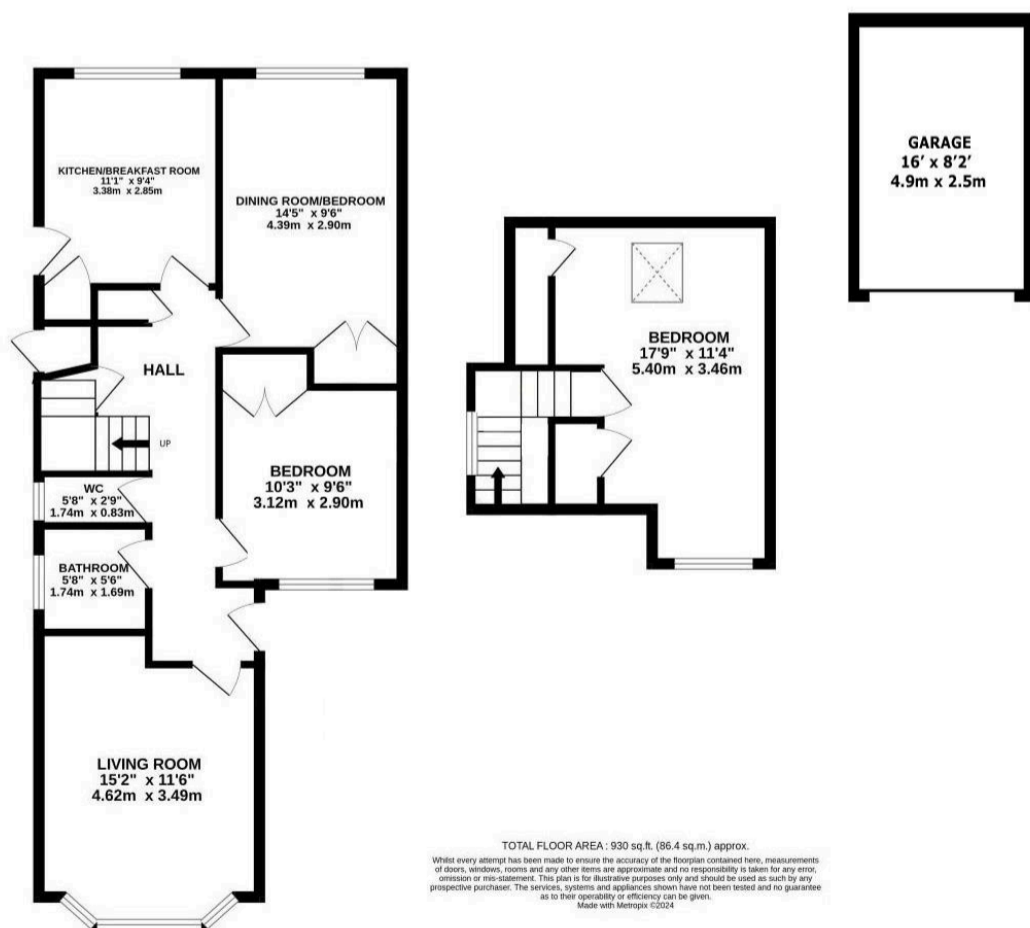 KITCHEN/BREAKFAST ROOM
11'1" x 9'4"
3.38m x 2.85m
DINING ROOM/BEDROOM
14'5" x 9'6"
4.39m x 2.90m
HALL
UP
WC
5'8" x 2'9"
1.74m x 0.83m
BATHROOM
5'8" x 5'6"
1.74m x 1.69m
BEDROOM
10'3" x 9'6"
3.12m x 2.90m
LIVING ROOM
15'2" x 11'6"
4.62m x 3.49m
BEDROOM
17'9" x 11'4"
5.40m x 3.46m
GARAGE
16' x 8'2'
4.9m x 2.5m
TOTAL FLOOR AREA : 930 sq.ft. (86.4 sq.m.) approx.
Whilst every attempt has been made to ensure the accuracy of the floorplan contained here, measurements
of doors, windows, rooms and any other items are approximate and no responsibility is taken for any error,
omission or mis-statement. This plan is for illustrative purposes only and should be used as such by any
prospective purchaser. The services, systems and appliances shown have not been tested and no guarantee
as to their operability or efficiency can be given.
Made with Metropix ©2024